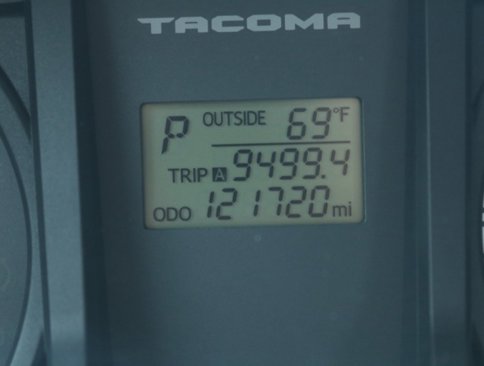 TACOMA
P OUTSIDE 69°F
TRIP A 9499.4
ODO 121720 mi